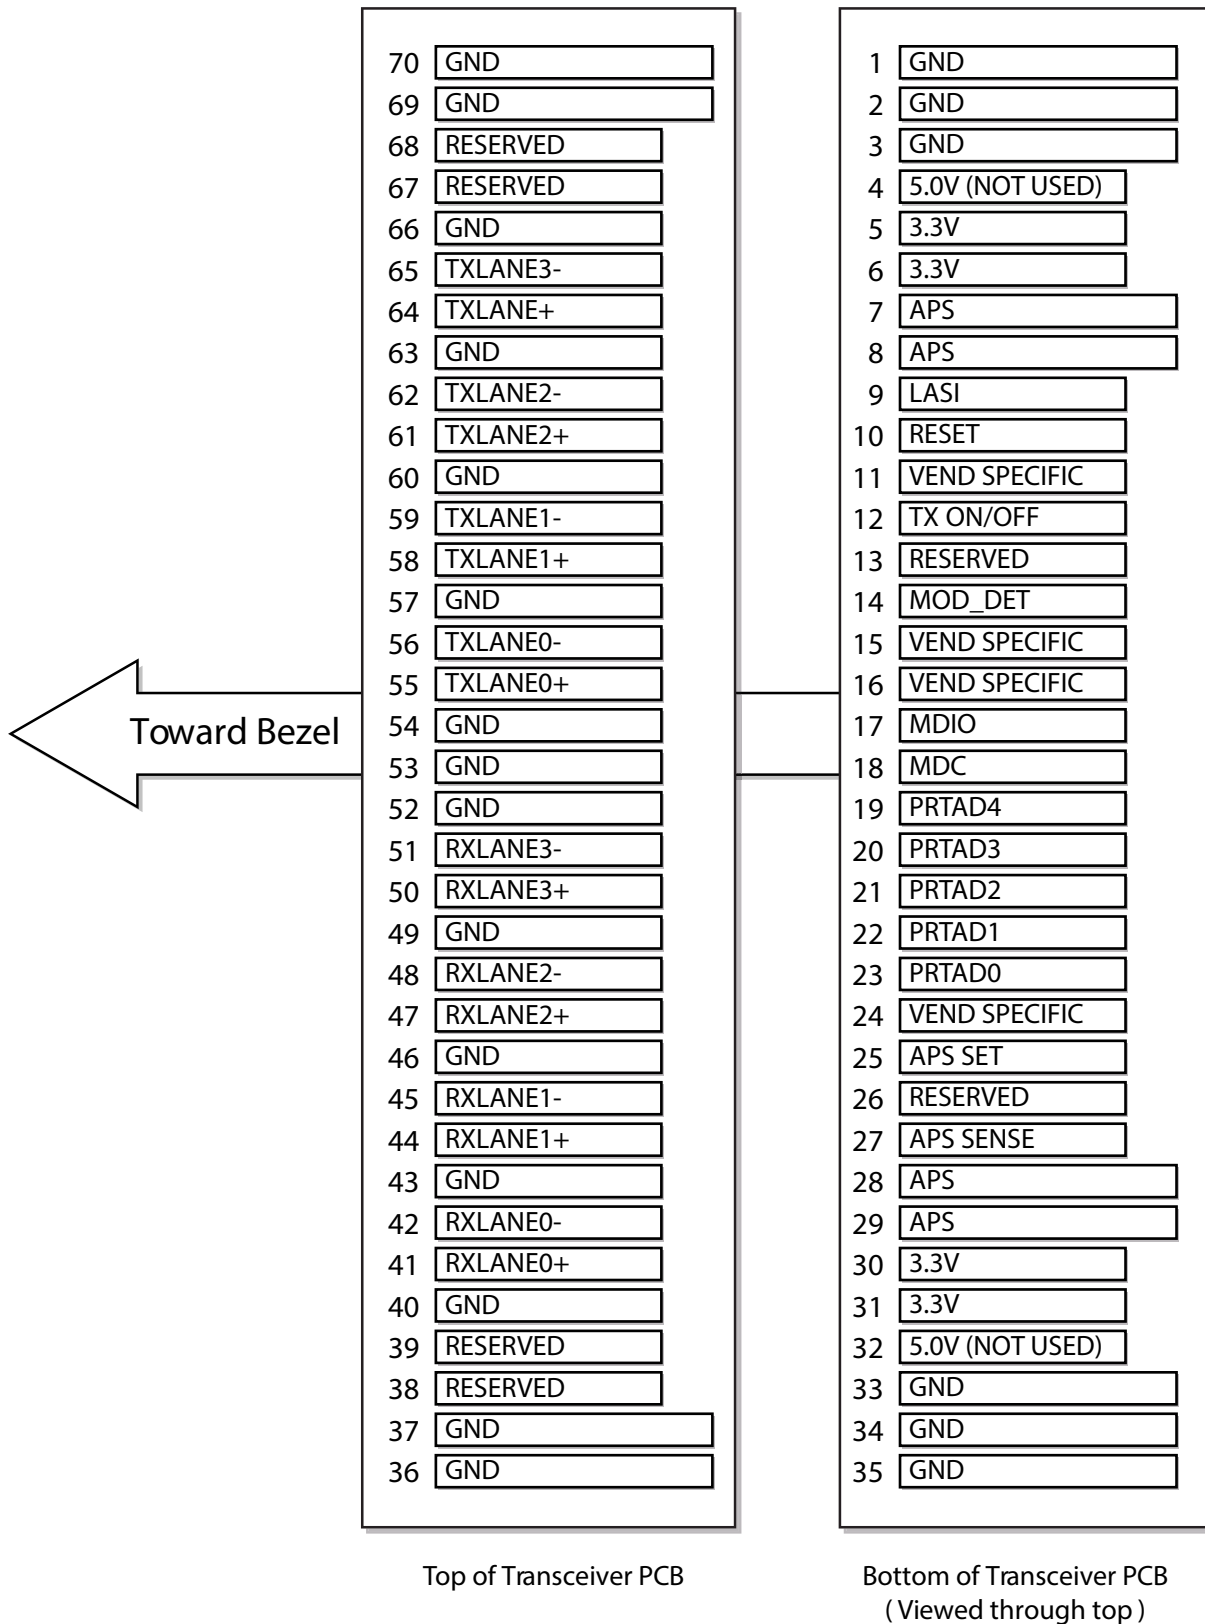 70 GND
69 GND
68 RESERVED
67 RESERVED
66 GND
65 TXLANE3-
64 TXLANE+
63 GND
62 TXLANE2-
61 TXLANE2+
60 GND
59 TXLANE1-
58 TXLANE1+
57 GND
56 TXLANE0-
55 TXLANE0+
54 GND
53 GND
52 GND
51 RXLANE3-
50 RXLANE3+
49 GND
48 RXLANE2-
47 RXLANE2+
46 GND
45 RXLANE1-
44 RXLANE1+
43 GND
42 RXLANE0-
41 RXLANE0+
40 GND
39 RESERVED
38 RESERVED
37 GND
36 GND
Top of Transceiver PCB
1 GND
2 GND
3 GND
4 5.0V (NOT USED)
5 3.3V
6 3.3V
7 APS
8 APS
9 LASI
10 RESET
11 VEND SPECIFIC
12 TX ON/OFF
13 RESERVED
14 MOD_DET
15 VEND SPECIFIC
16 VEND SPECIFIC
17 MDIO
18 MDC
19 PRTAD4
20 PRTAD3
21 PRTAD2
22 PRTAD1
23 PRTAD0
24 VEND SPECIFIC
25 APS SET
26 RESERVED
27 APS SENSE
28 APS
29 APS
30 3.3V
31 3.3V
32 5.0V (NOT USED)
33 GND
34 GND
35 GND
Bottom of Transceiver PCB
( Viewed through top )
Toward Bezel